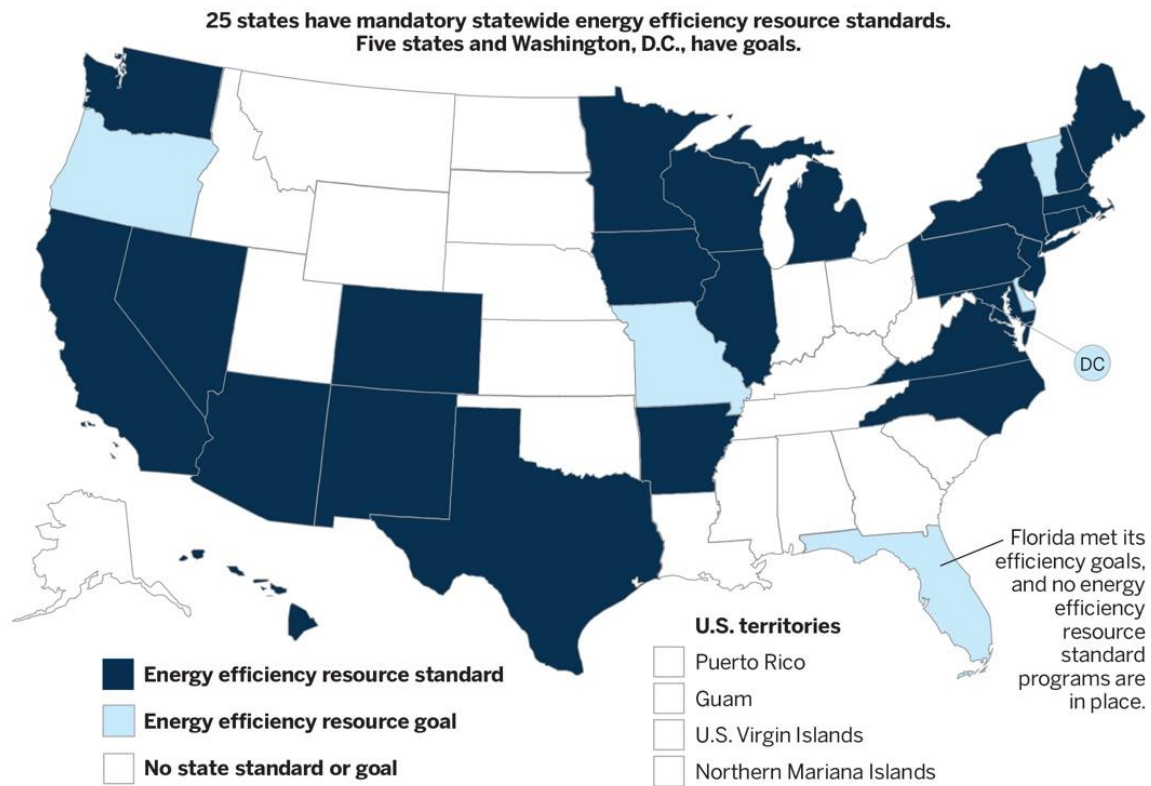 25 states have mandatory statewide energy efficiency resource standards.
Five states and Washington, D.C., have goals.
DC
Florida met its
efficiency goals,
and no energy
efficiency
resource
standard
programs are
in place.
Energy efficiency resource standard
Energy efficiency resource goal
No state standard or goal
U.S. territories
Puerto Rico
Guam
U.S. Virgin Islands
Northern Mariana Islands